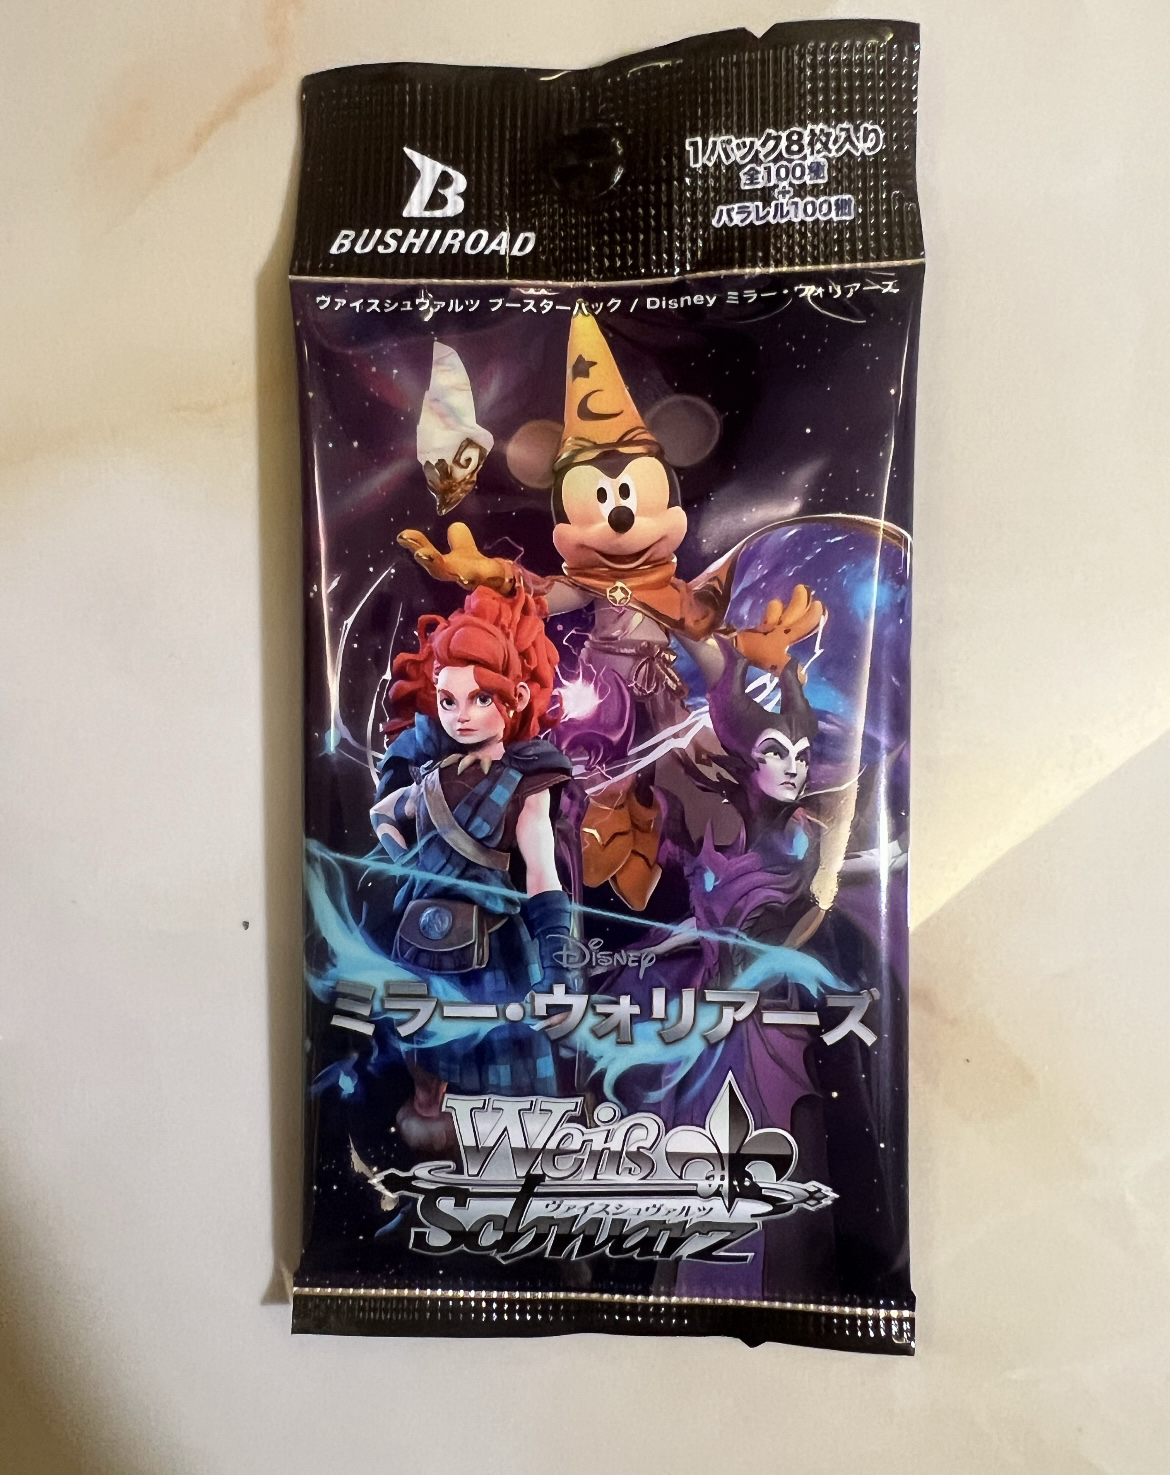 BUSHIROAD
1パック8枚入り
全100種
+
パラレル100種
ヴァイスシュヴァルツ ブースターパック / Disney ミラー・ウォリアーズ
Disney
ミラー・ウォリアーズ
Weiß
ヴァイスシュヴァルツ
Schwarz